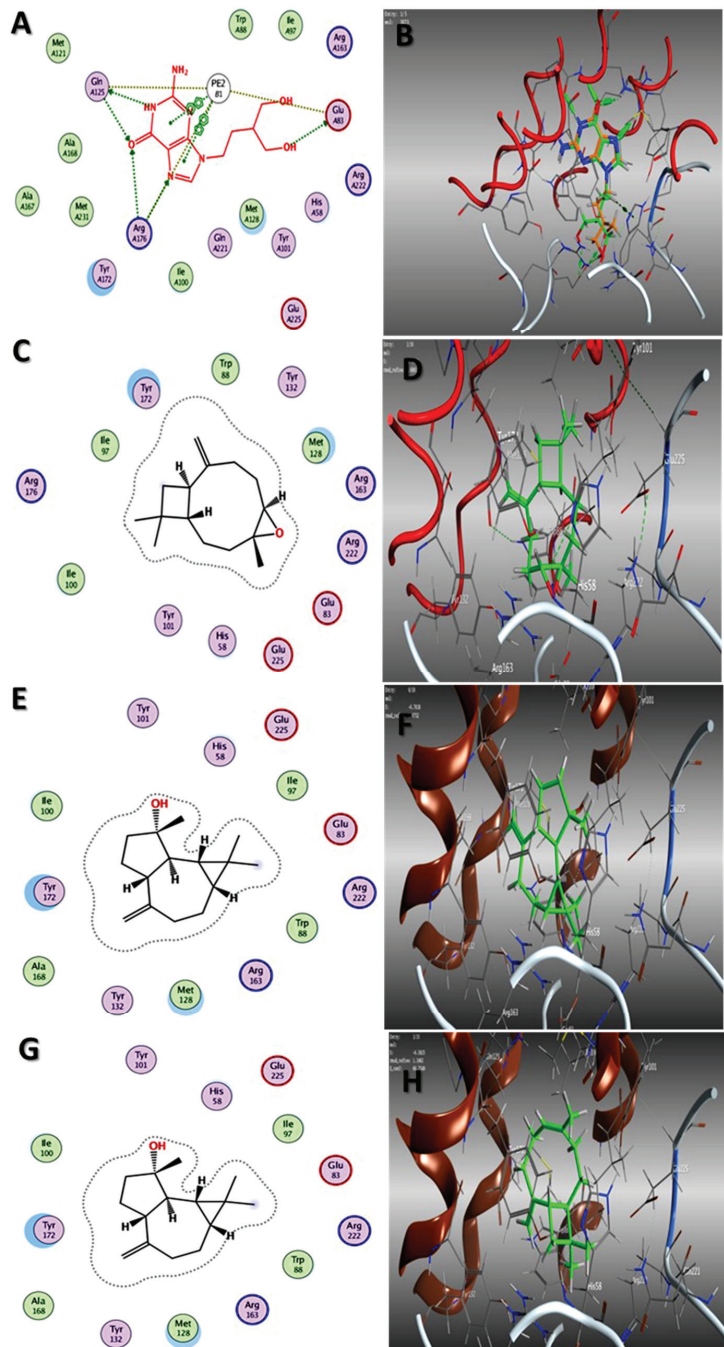 A
Trp
A88
Ile
A97
Arg
A163
Met
A121
Gln
A125
NH₂
PE2
B1
HN
N
OH
Glu
A83
O
N
N
OH
Ala
A168
Arg
A222
Ala
A167
Met
A231
Met
A128
His
A58
Arg
A176
Gln
A221
Tyr
A101
Tyr
A172
Ile
A100
Glu
A225
B
C
Trp
88
Tyr
132
Tyr
172
Ile
97
Met
128
H
Arg
176
H
H
Arg
163
O
Arg
222
Ile
100
Glu
83
Tyr
101
His
58
Glu
225
D
Tyr101
Glu225
His58
Arg163
E
Tyr
101
Glu
225
His
58
Ile
97
OH
Ile
100
Glu
83
H
H
H
Tyr
172
Arg
222
Trp
88
Ala
168
Arg
163
Tyr
132
Met
128
F
Tyr101
His58
Arg163
G
Tyr
101
Glu
225
His
58
Ile
97
OH
Ile
100
Glu
83
H
H
H
Tyr
172
Arg
222
Trp
88
Ala
168
Arg
163
Tyr
132
Met
128
H
Tyr101
His58